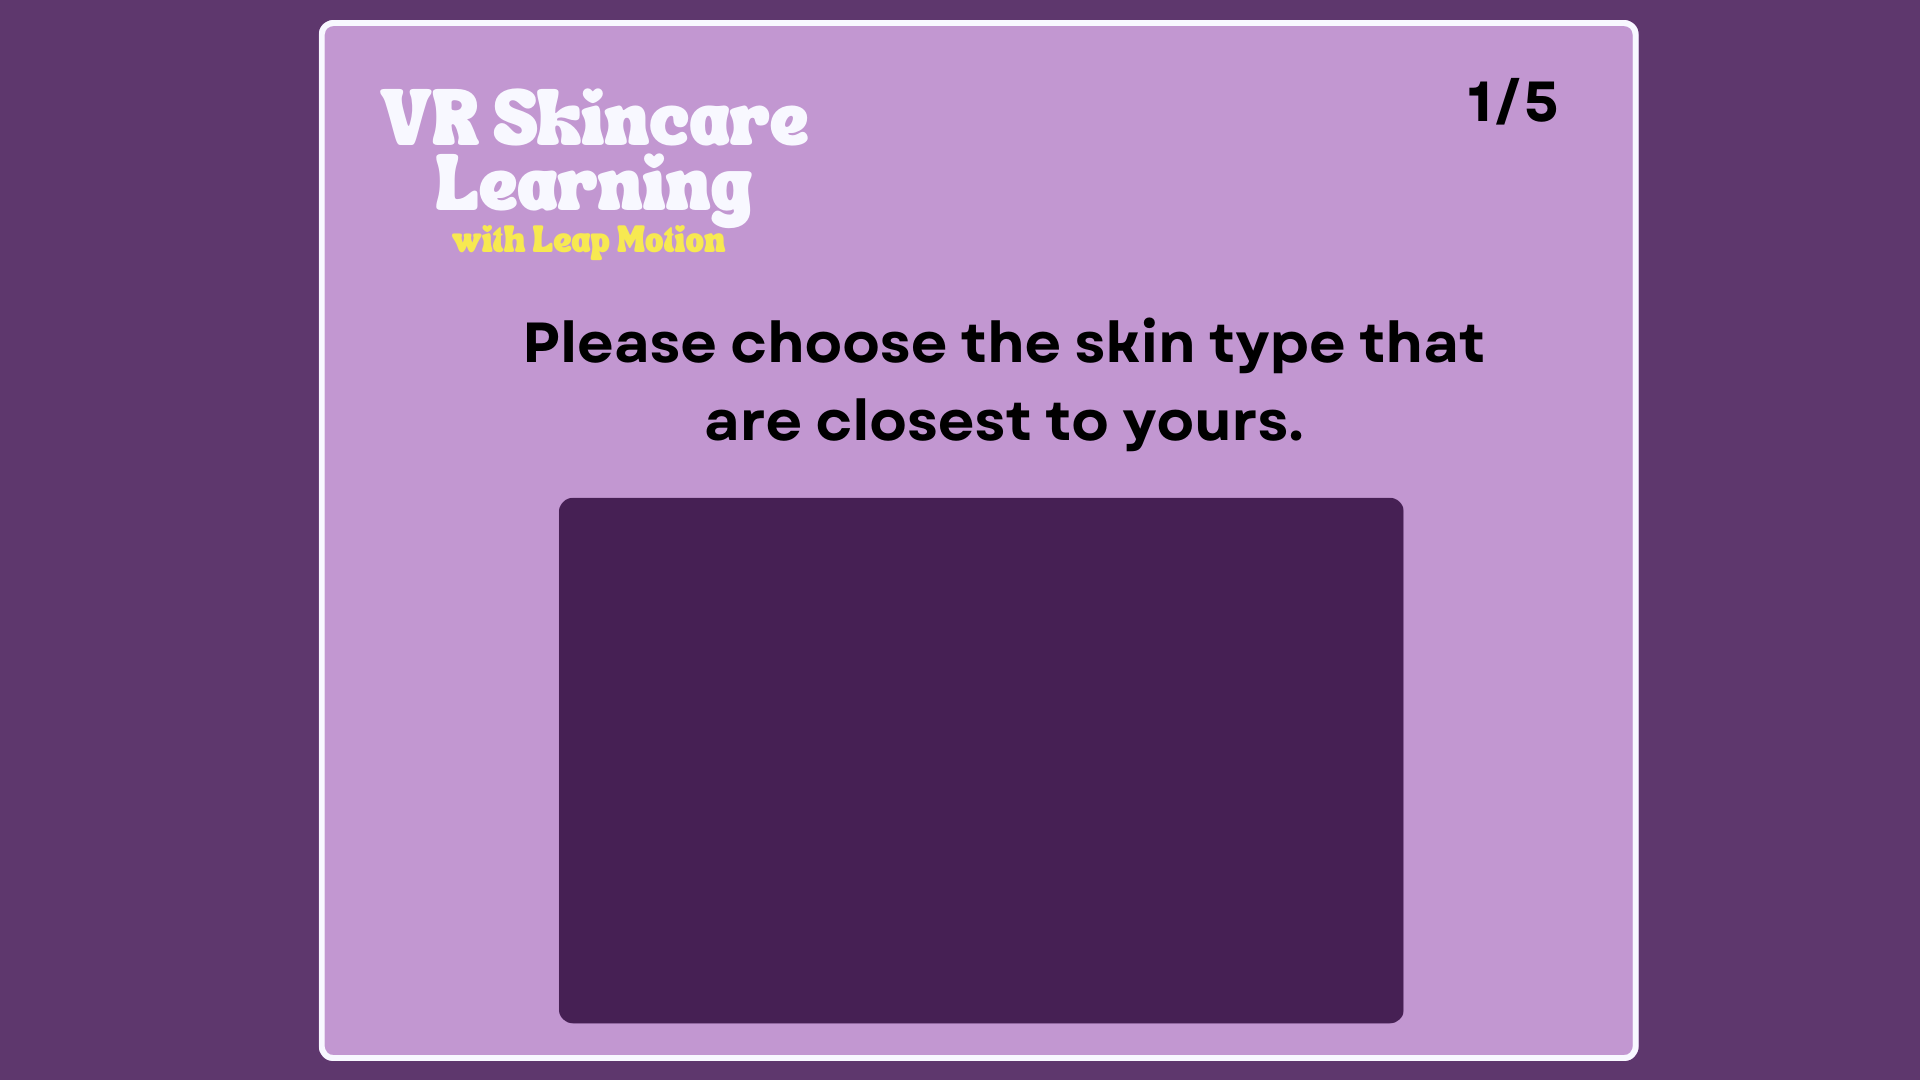 VR Skincare
Learning
with Leap Motion
1/5
Please choose the skin type that
are closest to yours.